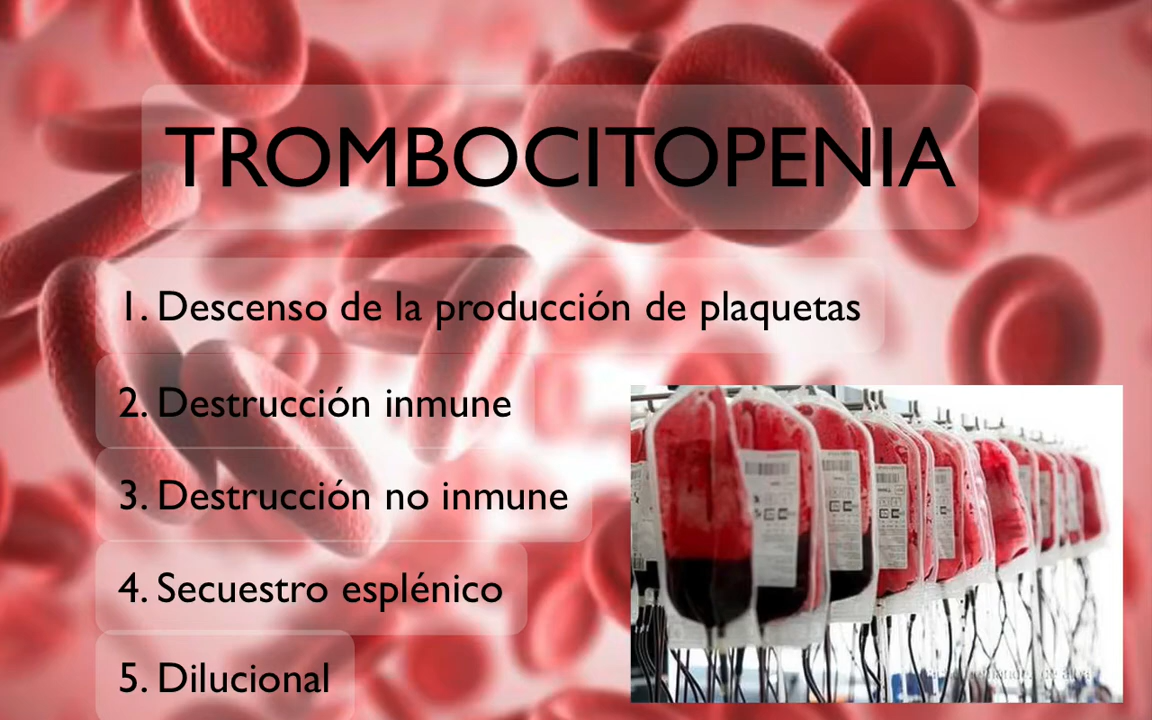 TROMBOCITOPENIA
1. Descenso de la producción de plaquetas
2. Destrucción inmune
3. Destrucción no inmune
4. Secuestro esplénico
5. Dilucional